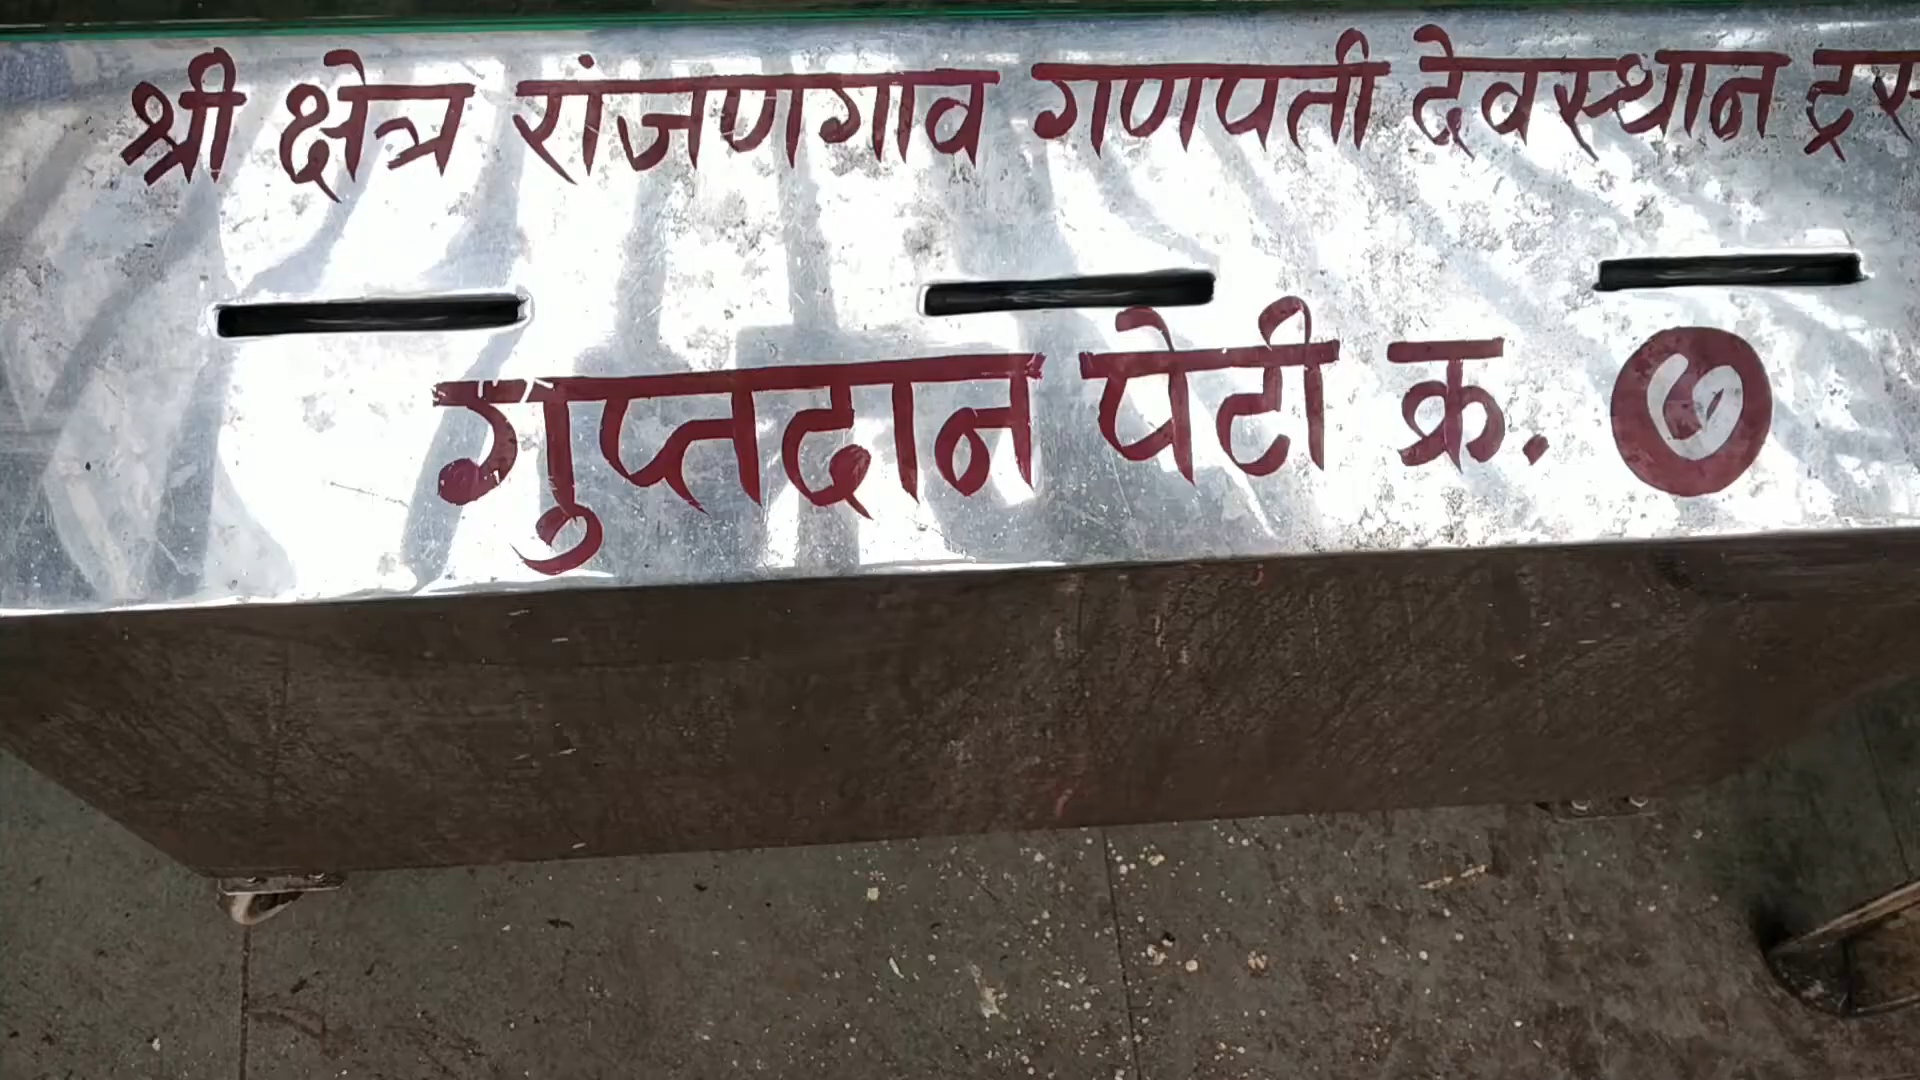 श्री क्षेत्र रांजणगाव गणपती देवस्थान ट्रस
गुप्तदान पेटी क्र. ७